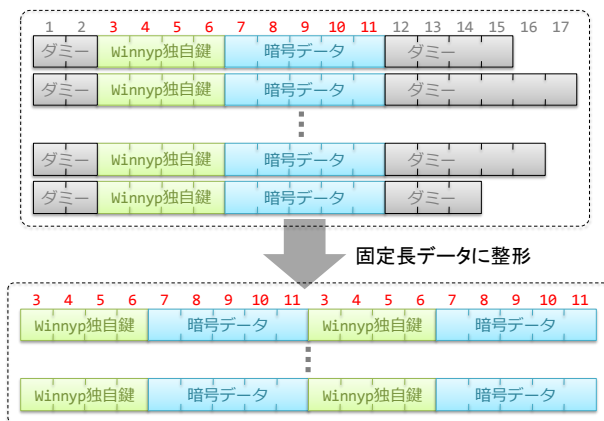 1 2 3 4 5 6 7 8 9 10 11 12 13 14 15 16 17
ダミー Winnyp独自鍵 暗号データ ダミー
ダミー Winnyp独自鍵 暗号データ ダミー
ダミー Winnyp独自鍵 暗号データ ダミー
ダミー Winnyp独自鍵 暗号データ ダミー
固定長データに整形
3 4 5 6 7 8 9 10 11 3 4 5 6 7 8 9 10 11
Winnyp独自鍵 暗号データ Winnyp独自鍵 暗号データ
Winnyp独自鍵 暗号データ Winnyp独自鍵 暗号データ